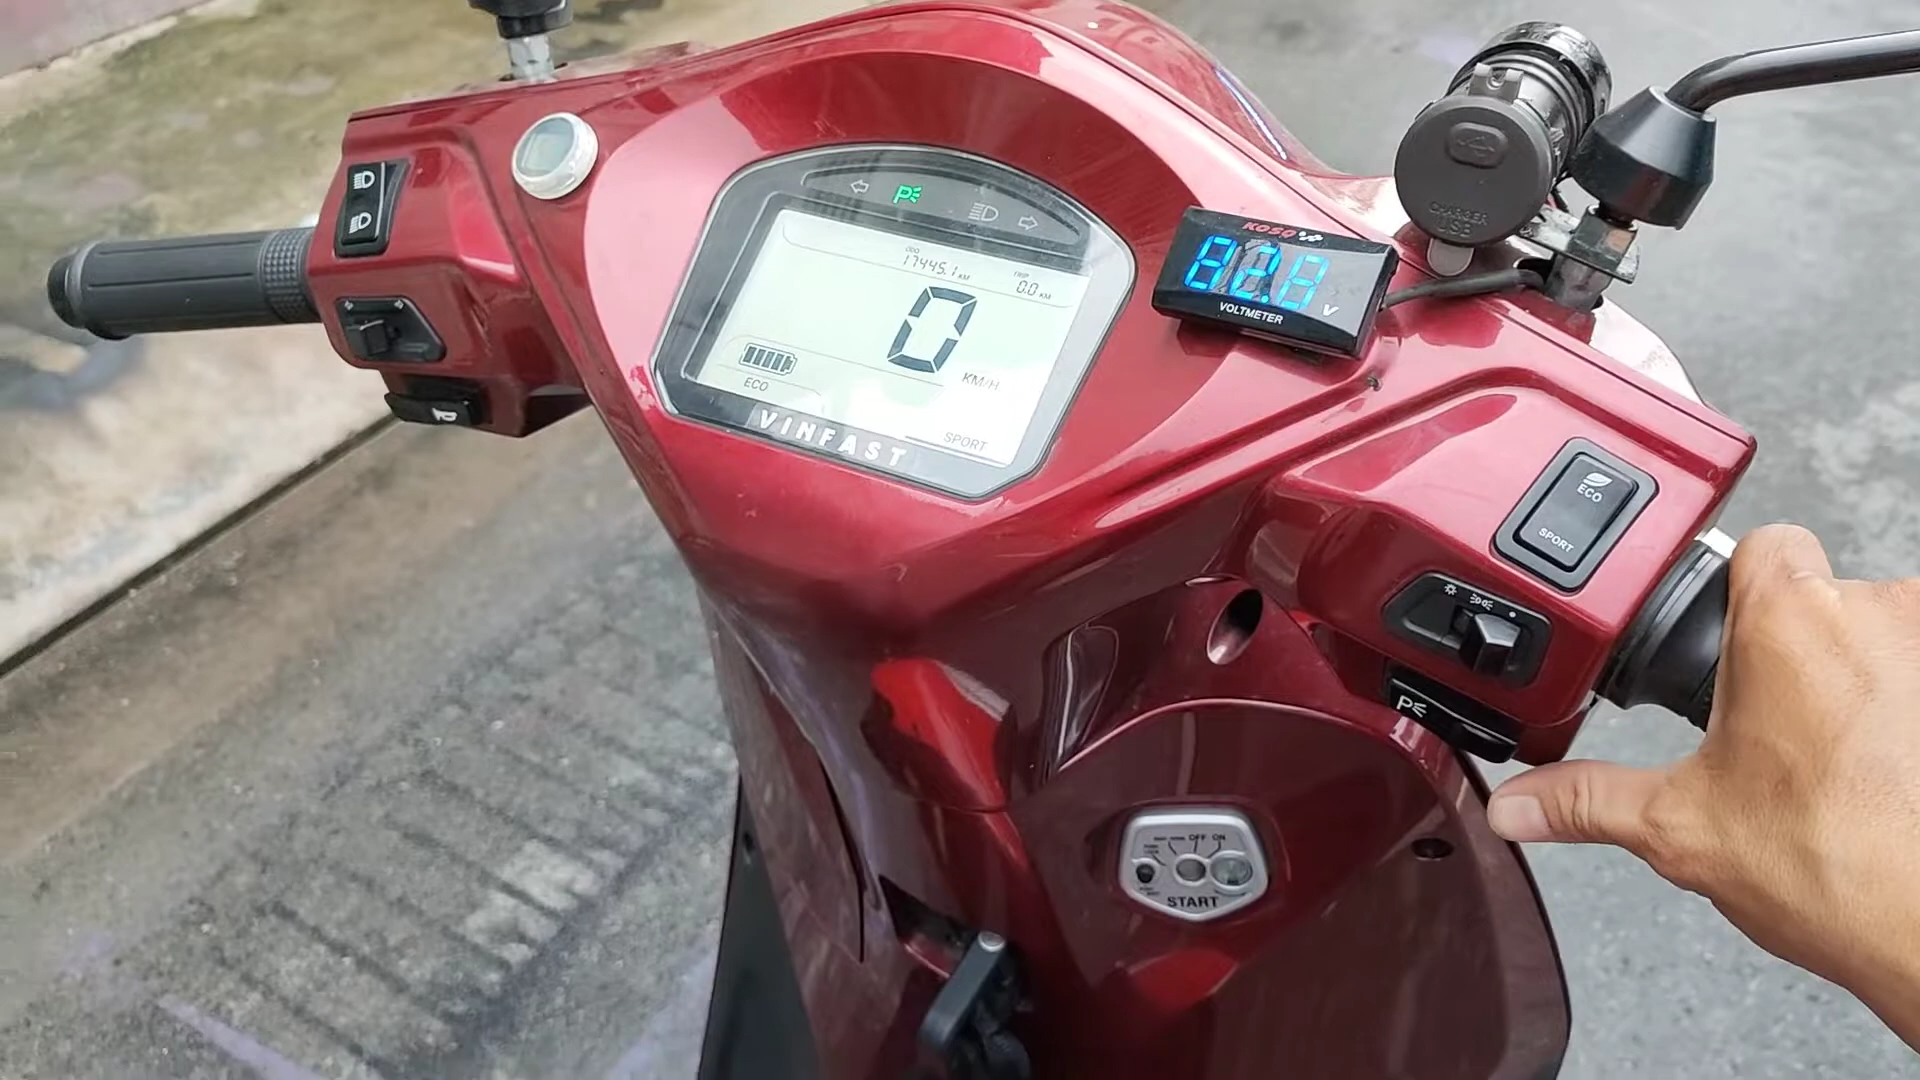 ODO
17445.1 KM
TRIP
0.0 KM
0
KM/H
ECO
SPORT
VINFAST
KOSO
82.8 V
VOLTMETER
CHARGER
USB
ECO
SPORT
P
P
OFF ON
START